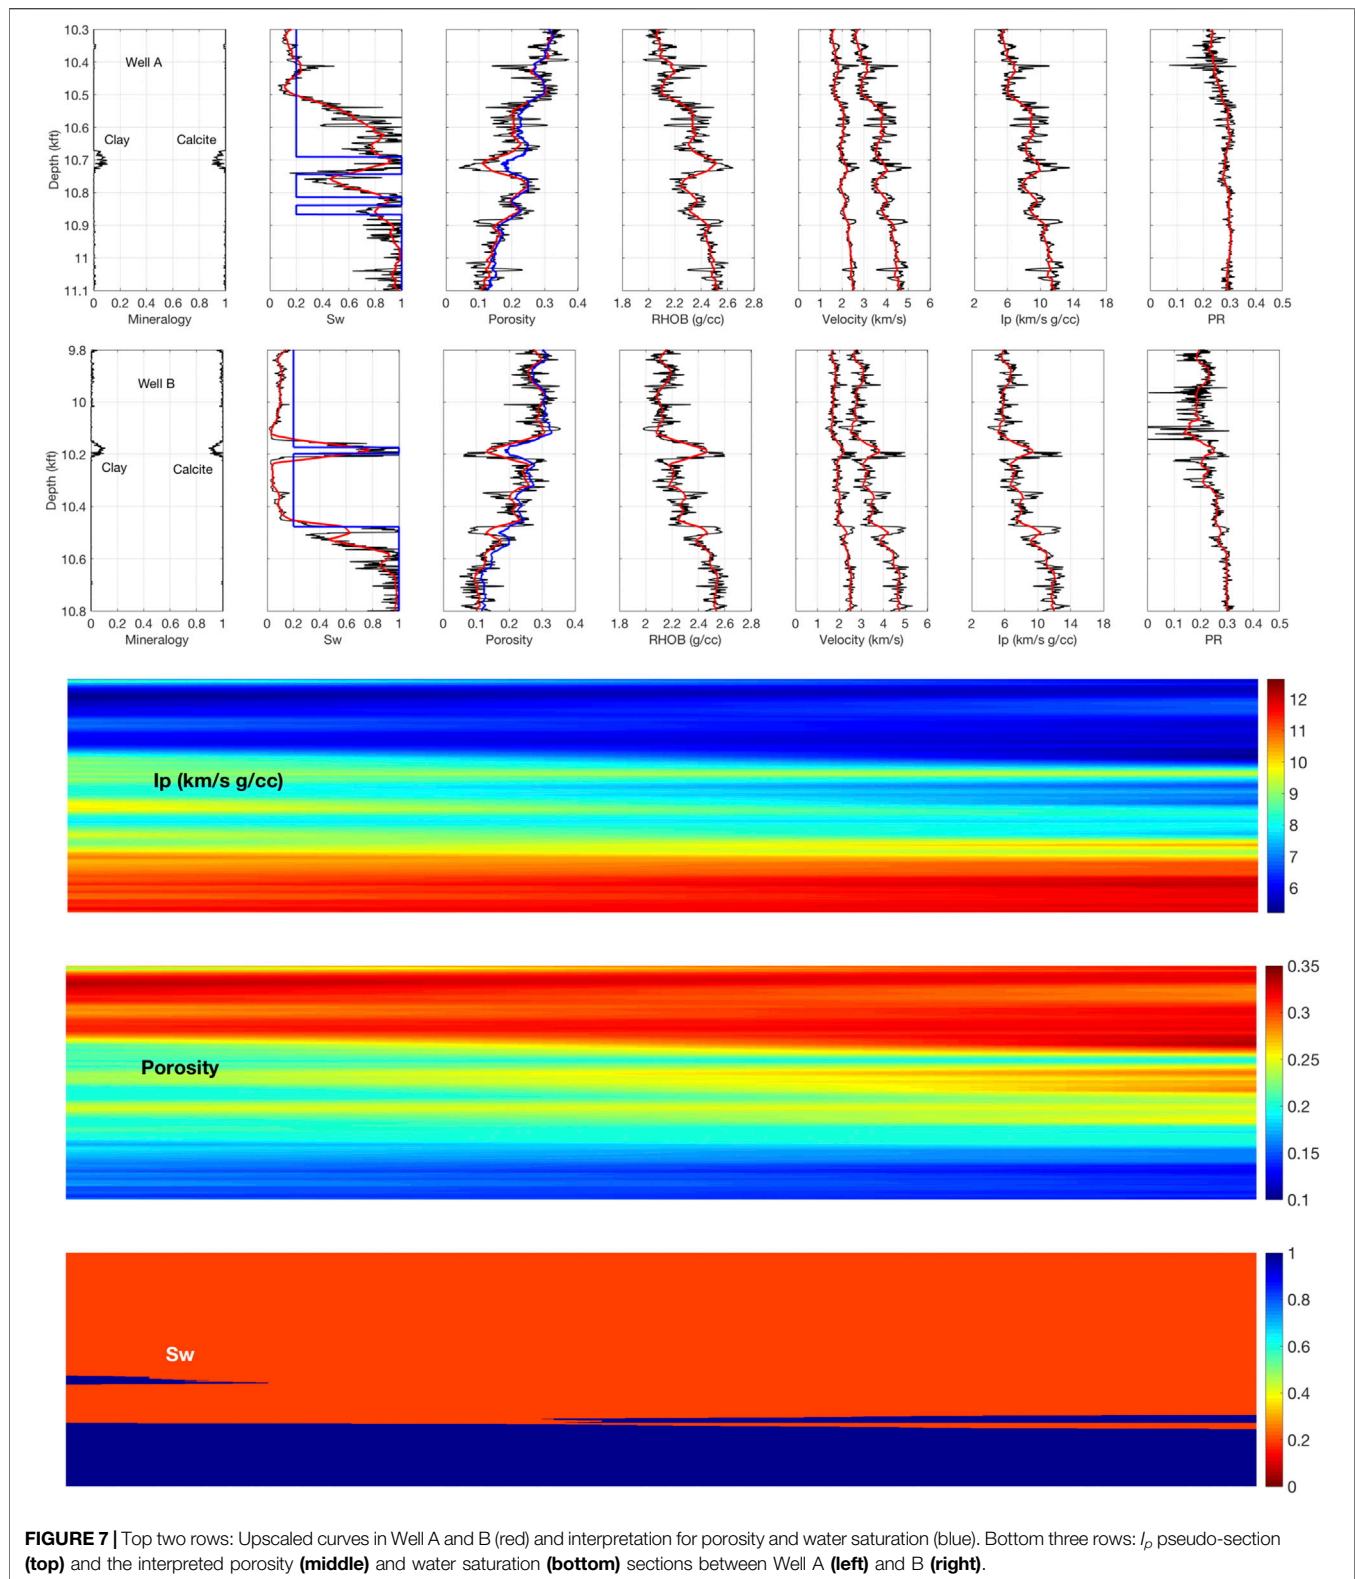 10.3
10.4
10.5
10.6
10.7
10.8
10.9
11
11.1
Depth (kft)
Well A
Clay
Calcite
0 0.2 0.4 0.6 0.8 1
Mineralogy
0 0.2 0.4 0.6 0.8 1
Sw
0 0.1 0.2 0.3 0.4
Porosity
1.8 2 2.2 2.4 2.6 2.8
RHOB (g/cc)
0 1 2 3 4 5 6
Velocity (km/s)
2 6 10 14 18
Ip (km/s g/cc)
0 0.1 0.2 0.3 0.4 0.5
PR
9.8
10
10.2
10.4
10.6
10.8
Depth (kft)
Well B
Clay
Calcite
0 0.2 0.4 0.6 0.8 1
Mineralogy
0 0.2 0.4 0.6 0.8 1
Sw
0 0.1 0.2 0.3 0.4
Porosity
1.8 2 2.2 2.4 2.6 2.8
RHOB (g/cc)
0 1 2 3 4 5 6
Velocity (km/s)
2 6 10 14 18
Ip (km/s g/cc)
0 0.1 0.2 0.3 0.4 0.5
PR
Ip (km/s g/cc)
12
11
10
9
8
7
6
Porosity
0.35
0.3
0.25
0.2
0.15
0.1
Sw
1
0.8
0.6
0.4
0.2
0
FIGURE 7 | Top two rows: Upscaled curves in Well A and B (red) and interpretation for porosity and water saturation (blue). Bottom three rows: Ip pseudo-section
(top) and the interpreted porosity (middle) and water saturation (bottom) sections between Well A (left) and B (right).